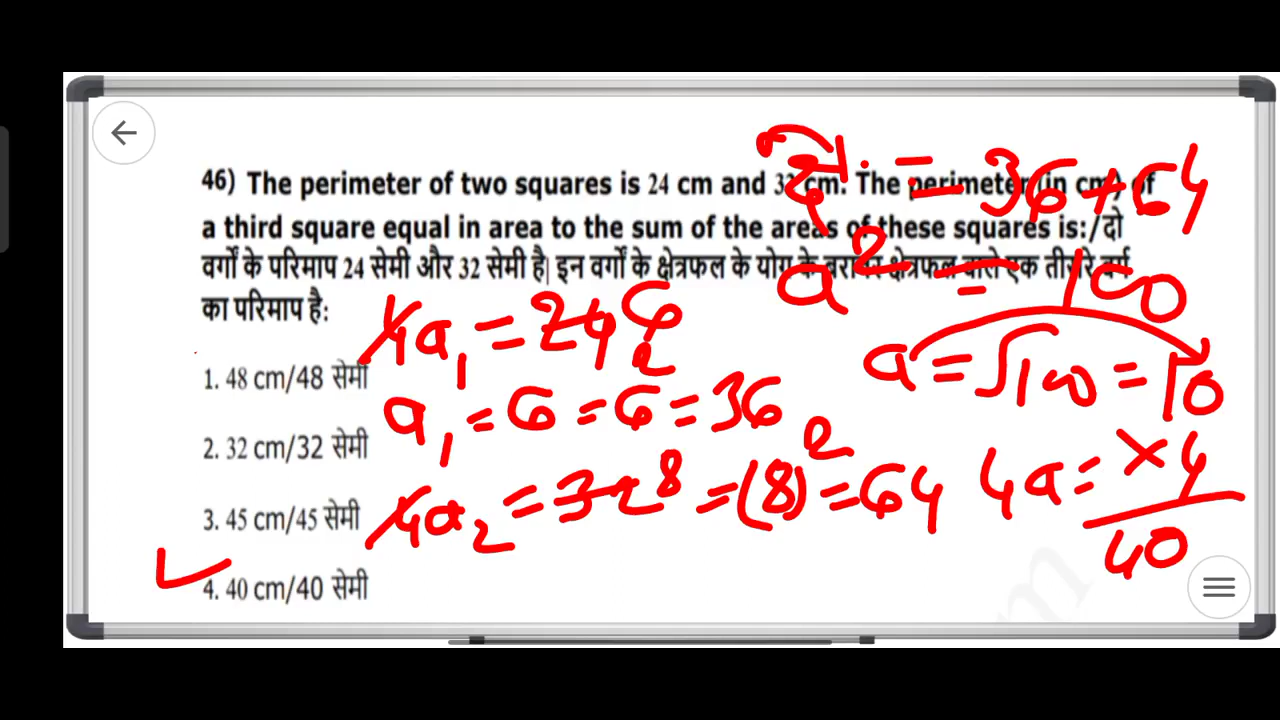 46) The perimeter of two squares is 24 cm and 32 cm. The perimeter (in cm) of
a third square equal in area to the sum of the areas of these squares is:/दो
वर्गों के परिमाप 24 सेमी और 32 सेमी है| इन वर्गों के क्षेत्रफल के योग के बराबर क्षेत्रफल वाले एक तीसरे वर्ग
का परिमाप है:
1. 48 cm/48 सेमी
2. 32 cm/32 सेमी
3. 45 cm/45 सेमी
4. 40 cm/40 सेमी
4a₁ = 24 6
a₁ = 6 = 6² = 36
4a₂ = 32 8 = (8)² = 64
= 36+64
a² = 100
a = √100 = 10
4a = ×4
40